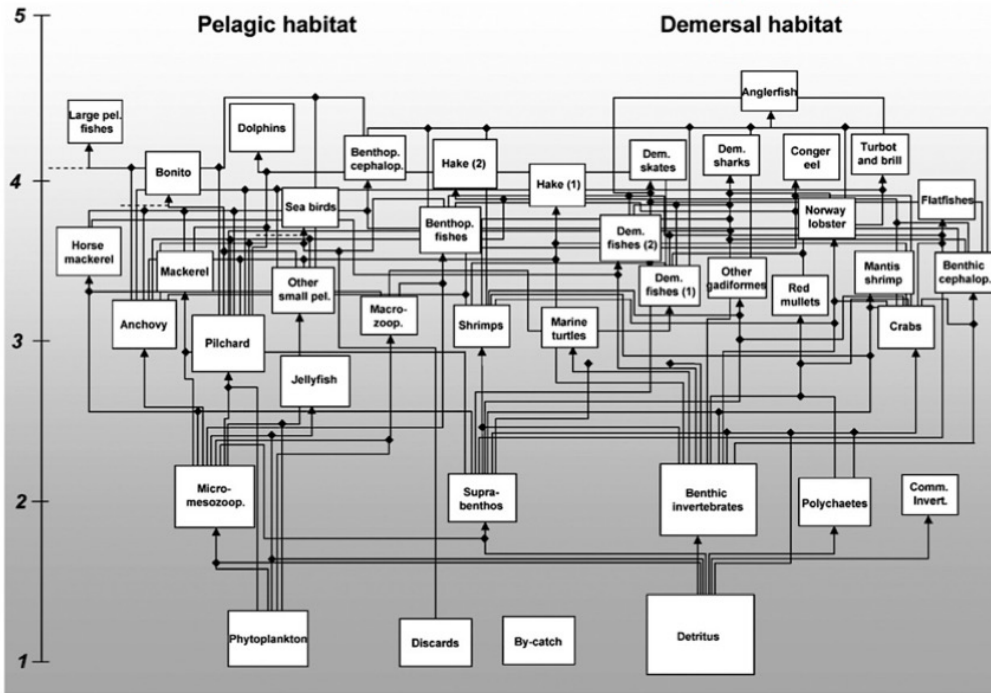 5
Pelagic habitat
Demersal habitat
Anglerfish
Large pel.
fishes
Dolphins
Benthop.
cephalop.
Hake (2)
Dem.
skates
Dem.
sharks
Conger
eel
Turbot
and brill
4
Bonito
Hake (1)
Sea birds
Benthop.
fishes
Norway
lobster
Flatfishes
Horse
mackerel
Mackerel
Other
small pel.
Dem.
fishes (2)
Dem.
fishes (1)
Other
gadiformes
Red
mullets
Mantis
shrimp
Benthic
cephalop.
Anchovy
Pilchard
Macro-
zoop.
Shrimps
Marine
turtles
Crabs
3
Jellyfish
Micro-
mesozoop.
Supra-
benthos
Benthic
invertebrates
Polychaetes
Comm.
Invert.
2
Phytoplankton
Discards
By-catch
Detritus
1